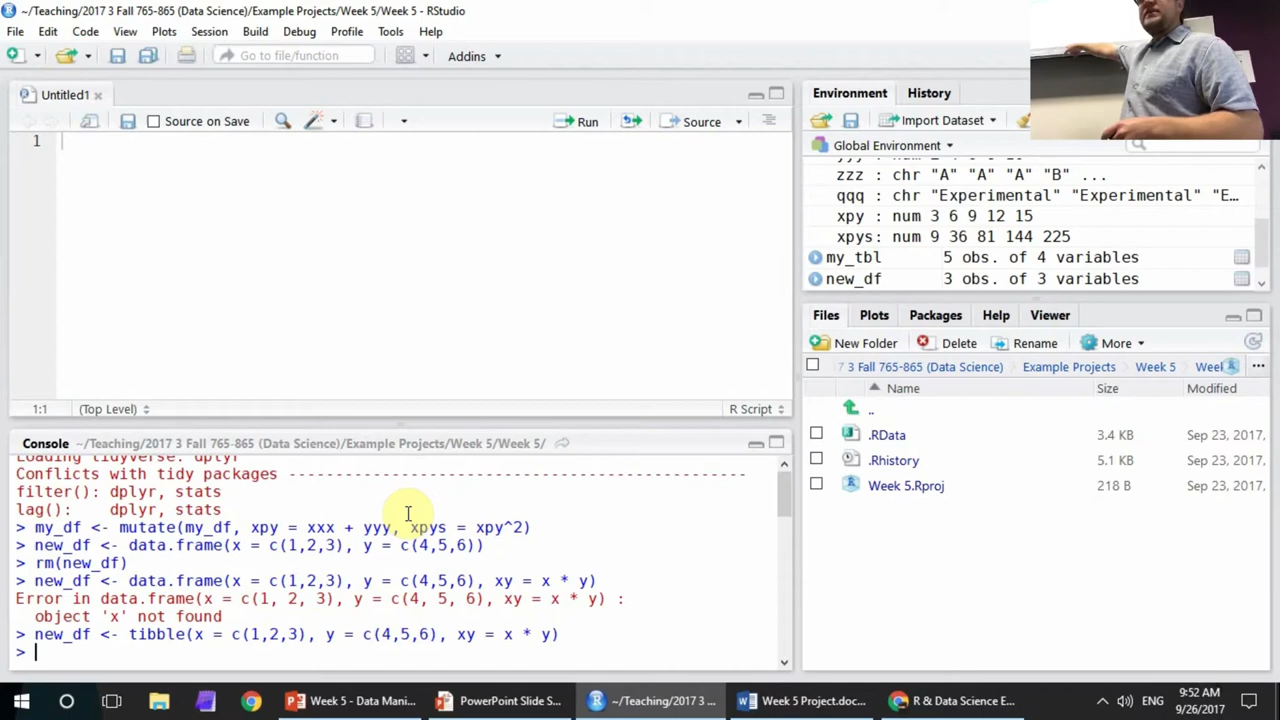 ~/Teaching/2017 3 Fall 765-865 (Data Science)/Example Projects/Week 5/Week 5 - RStudio
File Edit Code View Plots Session Build Debug Profile Tools Help
Go to file/function Addins
Untitled1
Source on Save Run Source
1
1:1 (Top Level) R Script
Console ~/Teaching/2017 3 Fall 765-865 (Data Science)/Example Projects/Week 5/Week 5/
Loading tidyverse: dplyr
Conflicts with tidy packages -------------------------------------------------
filter(): dplyr, stats
lag():    dplyr, stats
> my_df <- mutate(my_df, xpy = xxx + yyy, xpys = xpy^2)
> new_df <- data.frame(x = c(1,2,3), y = c(4,5,6))
> rm(new_df)
> new_df <- data.frame(x = c(1,2,3), y = c(4,5,6), xy = x * y)
Error in data.frame(x = c(1, 2, 3), y = c(4, 5, 6), xy = x * y) :
  object 'x' not found
> new_df <- tibble(x = c(1,2,3), y = c(4,5,6), xy = x * y)
>
Environment History
Import Dataset
Global Environment
zzz : chr "A" "A" "A" "B" ...
qqq : chr "Experimental" "Experimental" "E…
xpy : num 3 6 9 12 15
xpys: num 9 36 81 144 225
my_tbl 5 obs. of 4 variables
new_df 3 obs. of 3 variables
Files Plots Packages Help Viewer
New Folder Delete Rename More
7 3 Fall 765-865 (Data Science) Example Projects Week 5 Weel ...
Name Size Modified
..
.RData 3.4 KB Sep 23, 2017,
.Rhistory 5.1 KB Sep 23, 2017,
Week 5.Rproj 218 B Sep 23, 2017,
Week 5 - Data Mani... PowerPoint Slide S... ~/Teaching/2017 3 ... Week 5 Project.doc... R & Data Science E... ENG 9:52 AM
9/26/2017